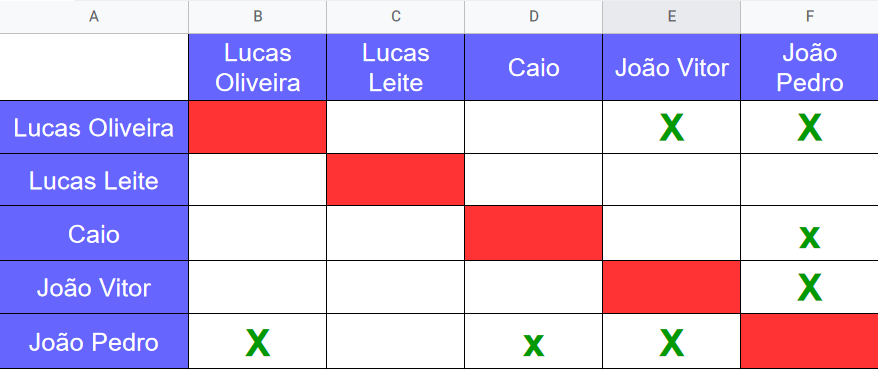 A B C D E F
Lucas Oliveira Lucas Leite Caio João Vitor João Pedro
Lucas Oliveira X X
Lucas Leite
Caio x
João Vitor X
João Pedro X x X